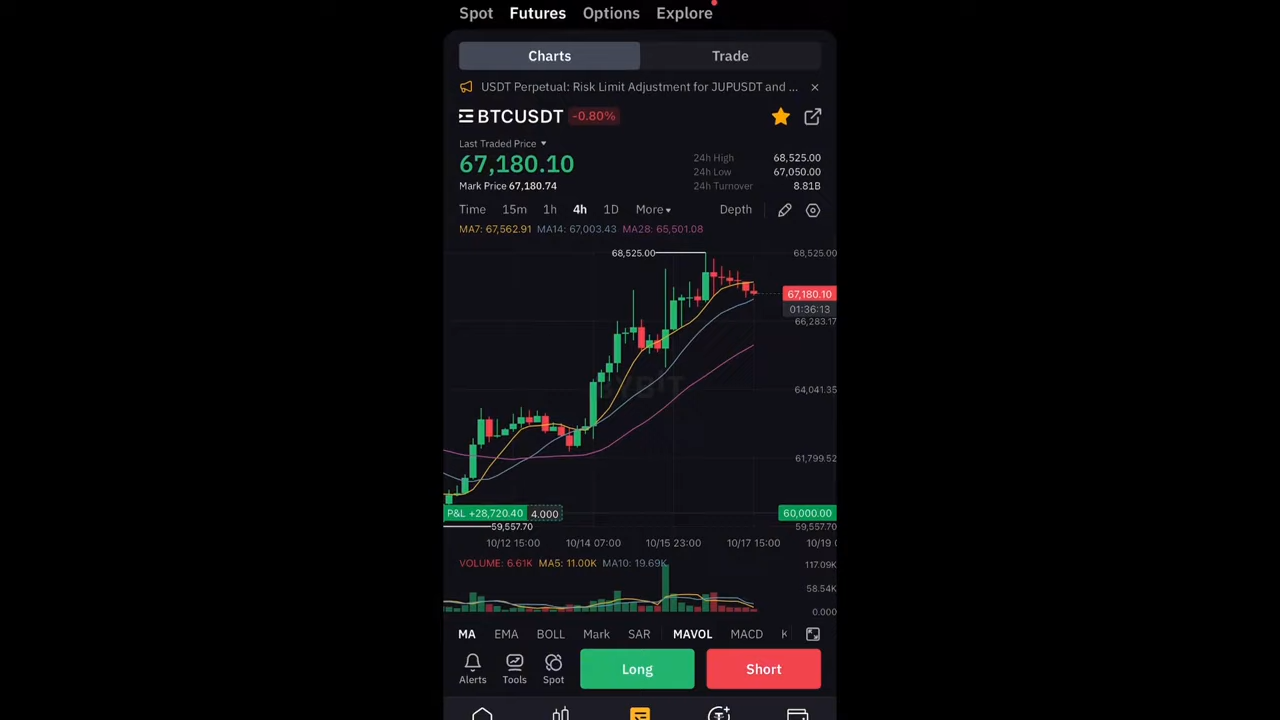 Spot Futures Options Explore
Charts Trade
USDT Perpetual: Risk Limit Adjustment for JUPUSDT and ...
BTCUSDT -0.80%
Last Traded Price
67,180.10
Mark Price 67,180.74
24h High 68,525.00
24h Low 67,050.00
24h Turnover 8.81B
Time 15m 1h 4h 1D More Depth
MA7: 67,562.91 MA14: 67,003.43 MA28: 65,501.08
68,525.00 68,525.00
67,180.10
01:36:13
66,283.17
BYBIT
64,041.35
61,799.52
P&L +28,720.40 4.000 60,000.00
59,557.70 59,557.70
10/12 15:00 10/14 07:00 10/15 23:00 10/17 15:00 10/19
VOLUME: 6.61K MA5: 11.00K MA10: 19.69K 117.09K
58.54K
0.000
MA EMA BOLL Mark SAR MAVOL MACD K
Alerts Tools Spot Long Short